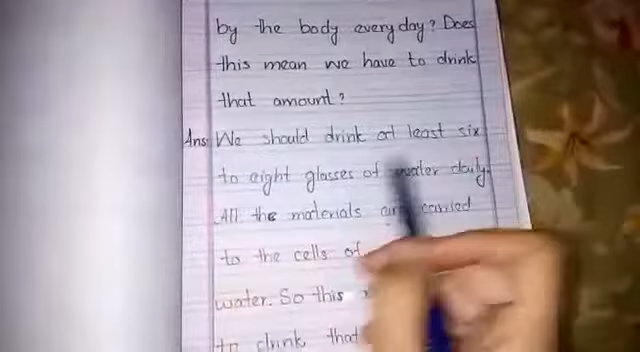 by the body everyday? Does
this mean we have to drink
that amount?
Ans: We should drink at least six
to eight glasses of water daily.
All the materials are carried
to the cells of
water. So this
to drink that